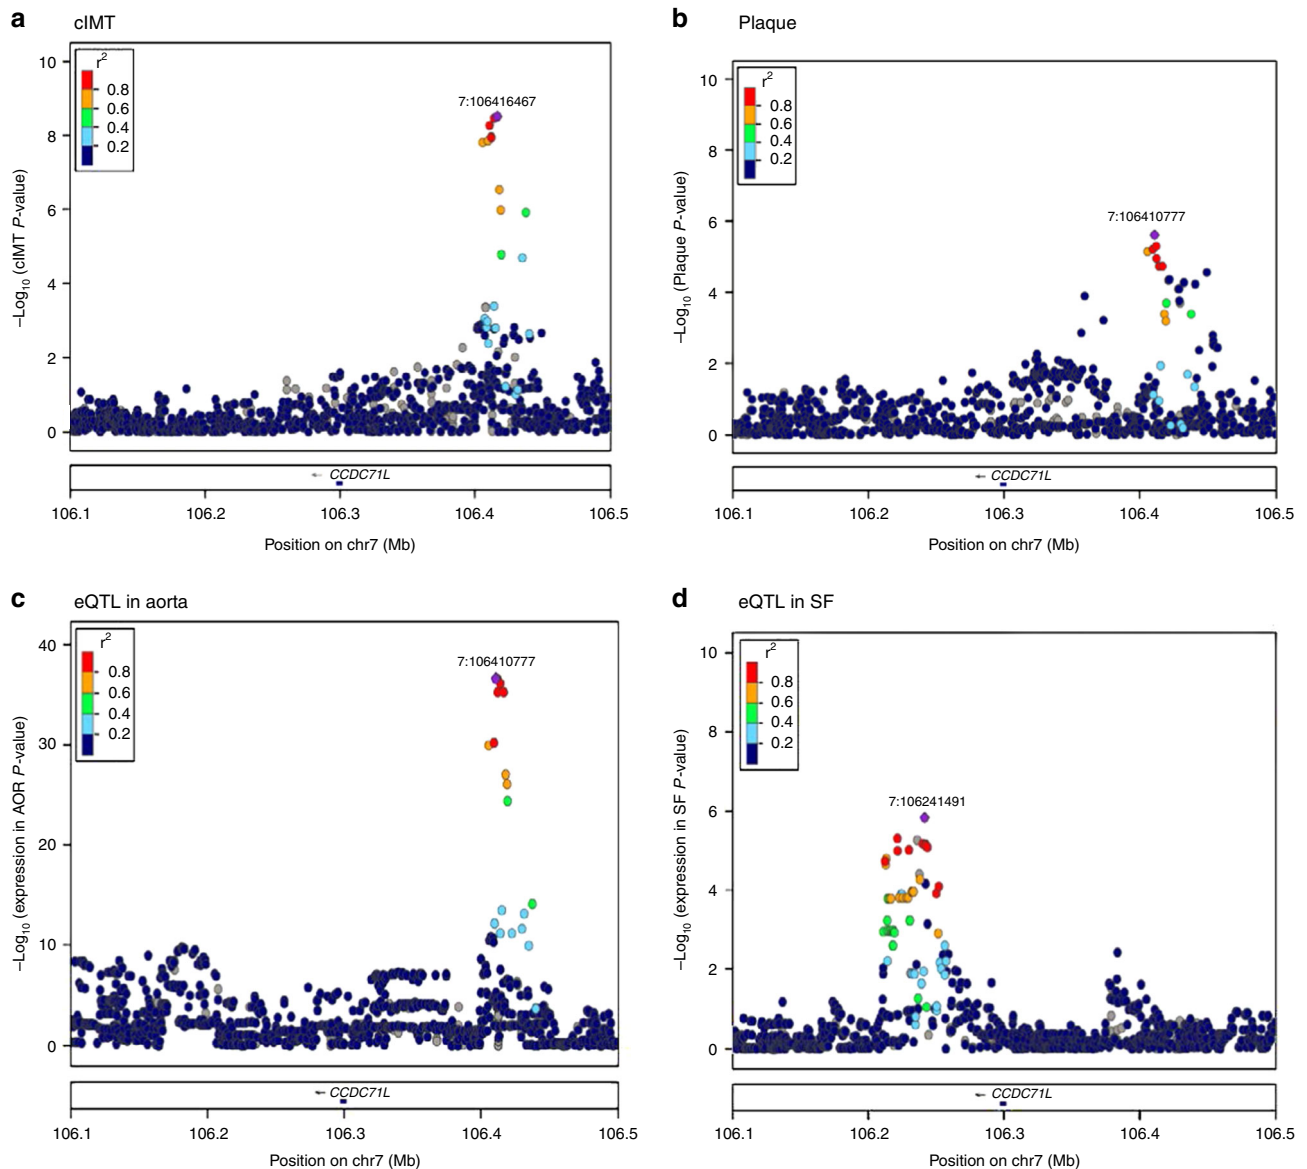 a cIMT
10
8
6
4
2
0
–Log10 (cIMT P-value)
r2
0.8
0.6
0.4
0.2
7:106416467
CCDC71L
106.1 106.2 106.3 106.4 106.5
Position on chr7 (Mb)
b Plaque
10
8
6
4
2
0
–Log10 (Plaque P-value)
r2
0.8
0.6
0.4
0.2
7:106410777
CCDC71L
106.1 106.2 106.3 106.4 106.5
Position on chr7 (Mb)
c eQTL in aorta
40
30
20
10
0
–Log10 (expression in AOR P-value)
r2
0.8
0.6
0.4
0.2
7:106410777
CCDC71L
106.1 106.2 106.3 106.4 106.5
Position on chr7 (Mb)
d eQTL in SF
10
8
6
4
2
0
–Log10 (expression in SF P-value)
r2
0.8
0.6
0.4
0.2
7:106241491
CCDC71L
106.1 106.2 106.3 106.4 106.5
Position on chr7 (Mb)